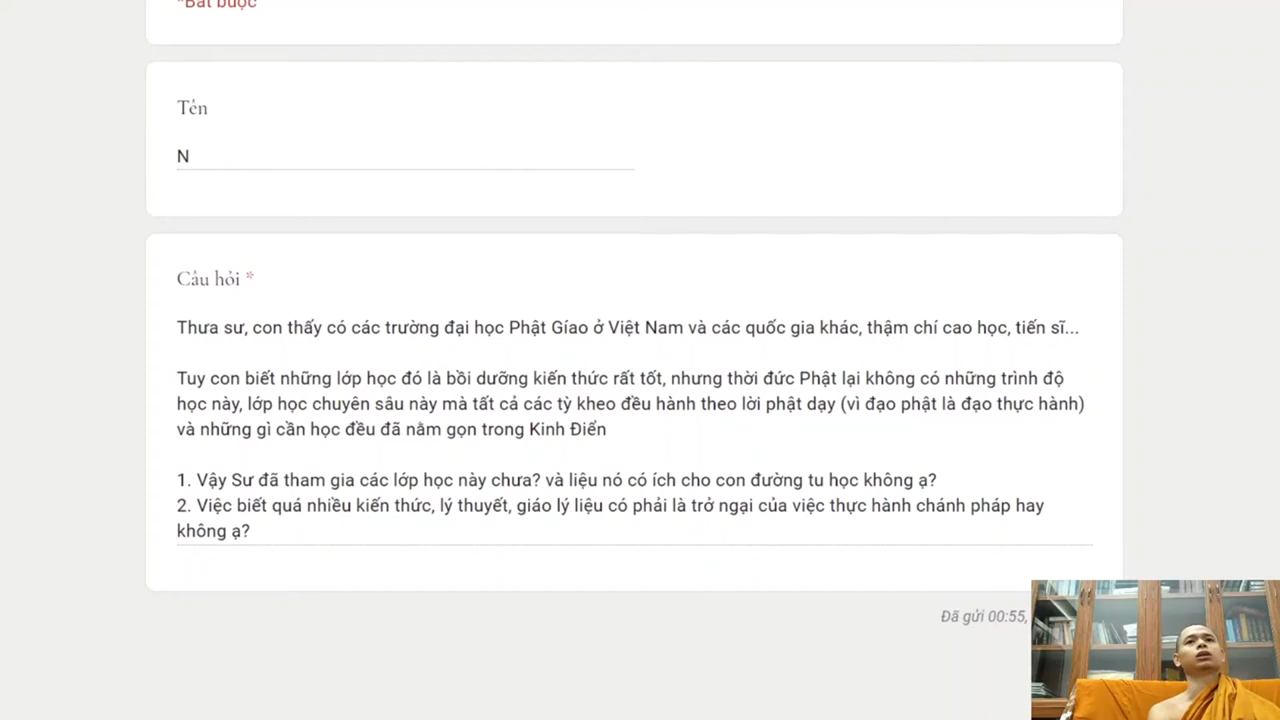 *Bắt buộc
Tên
N
Câu hỏi *
Thưa sư, con thấy có các trường đại học Phật Gíao ở Việt Nam và các quốc gia khác, thậm chí cao học, tiến sĩ...
Tuy con biết những lớp học đó là bồi dưỡng kiến thức rất tốt, nhưng thời đức Phật lại không có những trình độ
học này, lớp học chuyên sâu này mà tất cả các tỳ kheo đều hành theo lời phật dạy (vì đạo phật là đạo thực hành)
và những gì cần học đều đã nằm gọn trong Kinh Điển
1. Vậy Sư đã tham gia các lớp học này chưa? và liệu nó có ích cho con đường tu học không ạ?
2. Việc biết quá nhiều kiến thức, lý thuyết, giáo lý liệu có phải là trở ngại của việc thực hành chánh pháp hay
không ạ?
Đã gửi 00:55,